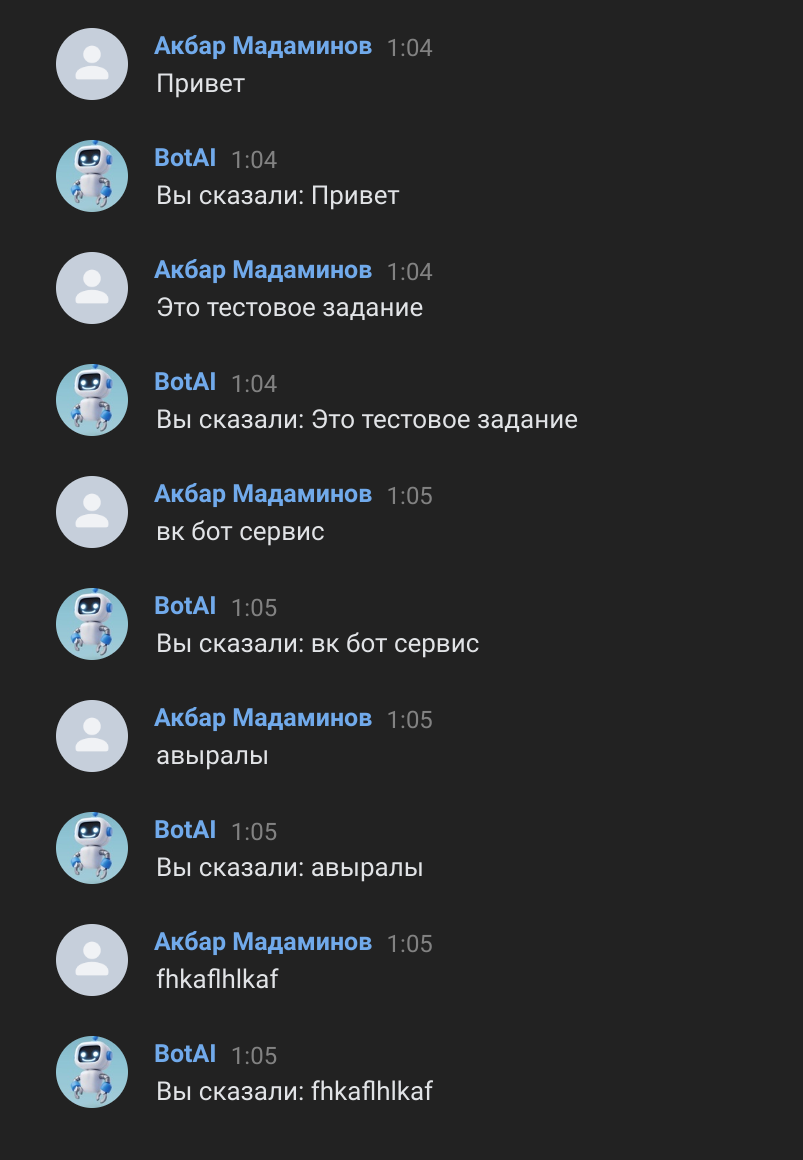 Акбар Мадаминов 1:04
Привет
BotAI 1:04
Вы сказали: Привет
Акбар Мадаминов 1:04
Это тестовое задание
BotAI 1:04
Вы сказали: Это тестовое задание
Акбар Мадаминов 1:05
вк бот сервис
BotAI 1:05
Вы сказали: вк бот сервис
Акбар Мадаминов 1:05
авыралы
BotAI 1:05
Вы сказали: авыралы
Акбар Мадаминов 1:05
fhkaflhlkaf
BotAI 1:05
Вы сказали: fhkaflhlkaf